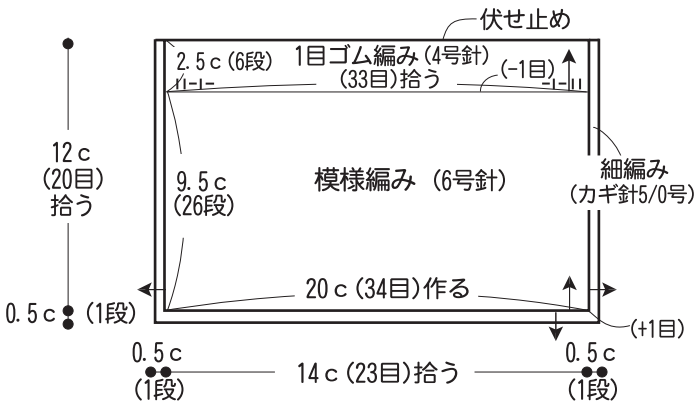 伏せ止め
2.5c(6段)
1目ゴム編み(4号針)
(33目)拾う
(-1目)
12c
(20目)
拾う
9.5c
(26段)
模様編み (6号針)
細編み
(カギ針5/0号)
20c(34目)作る
0.5c (1段)
(+1目)
0.5c
(1段)
14c(23目)拾う
0.5c
(1段)